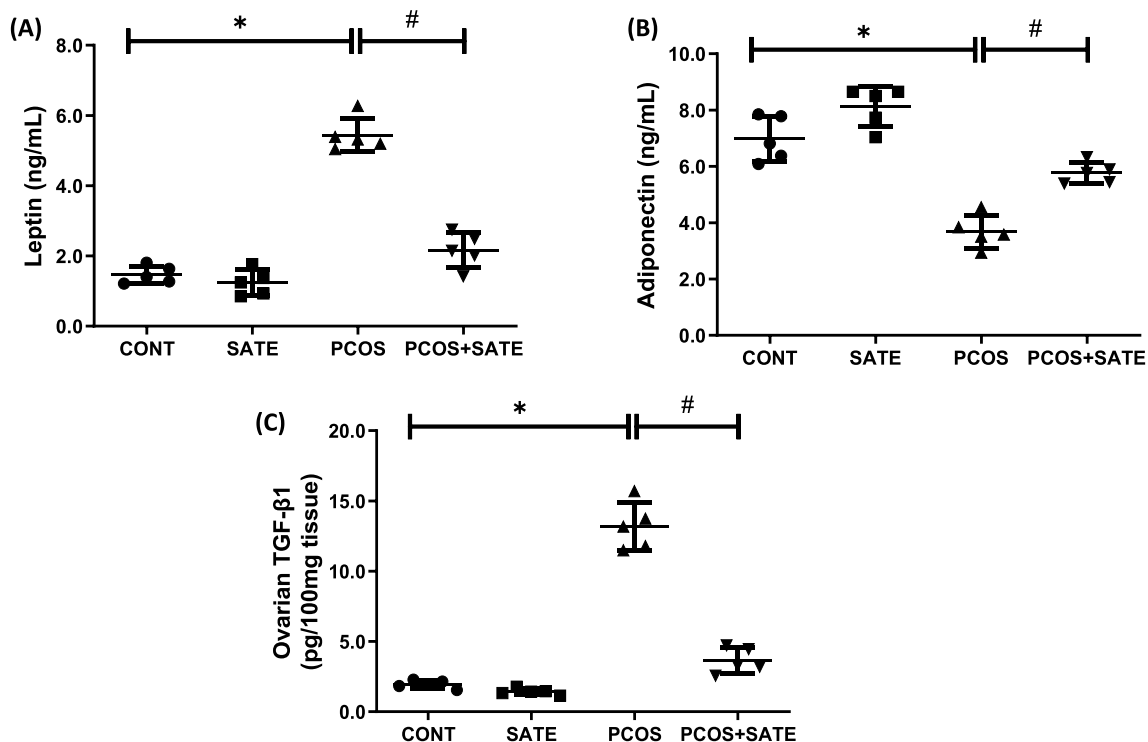 (A)
* #
8.0
6.0
4.0
2.0
0.0
Leptin (ng/mL)
CONT SATE PCOS PCOS+SATE
(B)
* #
10.0
8.0
6.0
4.0
2.0
0.0
Adiponectin (ng/mL)
CONT SATE PCOS PCOS+SATE
(C)
* #
20.0
15.0
10.0
5.0
0.0
Ovarian TGF-β1
(pg/100mg tissue)
CONT SATE PCOS PCOS+SATE